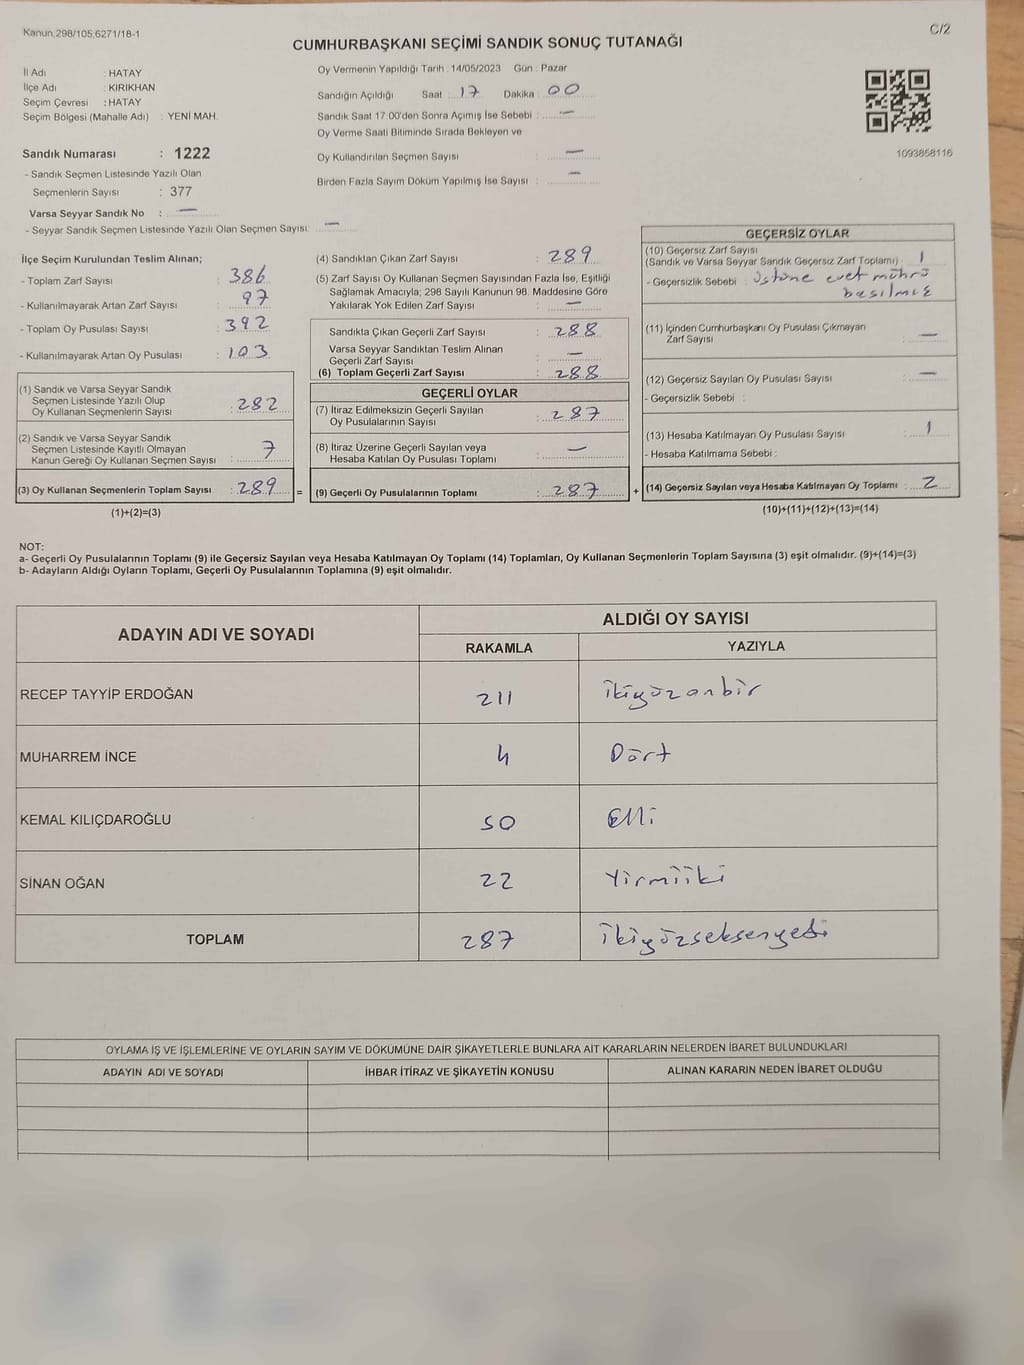 Kanun,298/105,6271/18-1
C/2
CUMHURBAŞKANI SEÇİMİ SANDIK SONUÇ TUTANAĞI
İl Adı : HATAY
İlçe Adı : KIRIKHAN
Seçim Çevresi : HATAY
Seçim Bölgesi (Mahalle Adı) : YENİ MAH.
Sandık Numarası : 1222
- Sandık Seçmen Listesinde Yazılı Olan
Seçmenlerin Sayısı : 377
Varsa Seyyar Sandık No : —
- Seyyar Sandık Seçmen Listesinde Yazılı Olan Seçmen Sayısı: —
Oy Vermenin Yapıldığı Tarih : 14/05/2023 Gün : Pazar
Sandığın Açıldığı Saat : 17 Dakika : 00
Sandık Saat 17:00'den Sonra Açımış İse Sebebi : —
Oy Verme Saati Bitiminde Sırada Bekleyen ve
Oy Kullandırılan Seçmen Sayısı : —
Birden Fazla Sayım Döküm Yapılmış İse Sayısı : —
1093858116
İlçe Seçim Kurulundan Teslim Alınan;
- Toplam Zarf Sayısı : 386
- Kullanılmayarak Artan Zarf Sayısı : 97
- Toplam Oy Pusulası Sayısı : 392
- Kullanılmayarak Artan Oy Pusulası : 103
(1) Sandık ve Varsa Seyyar Sandık
Seçmen Listesinde Yazılı Olup
Oy Kullanan Seçmenlerin Sayısı : 282
(2) Sandık ve Varsa Seyyar Sandık
Seçmen Listesinde Kayıtlı Olmayan
Kanun Gereği Oy Kullanan Seçmen Sayısı : 7
(3) Oy Kullanan Seçmenlerin Toplam Sayısı : 289 =
(1)+(2)=(3)
(4) Sandıktan Çıkan Zarf Sayısı : 289
(5) Zarf Sayısı Oy Kullanan Seçmen Sayısından Fazla İse, Eşitliği
Sağlamak Amacıyla; 298 Sayılı Kanunun 98. Maddesine Göre
Yakılarak Yok Edilen Zarf Sayısı : —
Sandıkta Çıkan Geçerli Zarf Sayısı : 288
Varsa Seyyar Sandıktan Teslim Alınan
Geçerli Zarf Sayısı : —
(6) Toplam Geçerli Zarf Sayısı : 288
GEÇERLİ OYLAR
(7) İtiraz Edilmeksizin Geçerli Sayılan
Oy Pusulalarının Sayısı : 287
(8) İtiraz Üzerine Geçerli Sayılan veya
Hesaba Katılan Oy Pusulası Toplamı : —
(9) Geçerli Oy Pusulalarının Toplamı : 287 +
GEÇERSİZ OYLAR
(10) Geçersiz Zarf Sayısı
(Sandık ve Varsa Seyyar Sandık Geçersiz Zarf Toplamı) : 1
- Geçersizlik Sebebi : üstüne evet mührü
basılmış
(11) İçinden Cumhurbaşkanı Oy Pusulası Çıkmayan
Zarf Sayısı : —
(12) Geçersiz Sayılan Oy Pusulası Sayısı : —
- Geçersizlik Sebebi :
(13) Hesaba Katılmayan Oy Pusulası Sayısı : 1
- Hesaba Katılmama Sebebi :
(14) Geçersiz Sayılan veya Hesaba Katılmayan Oy Toplamı : 2
(10)+(11)+(12)+(13)=(14)
NOT:
a- Geçerli Oy Pusulalarının Toplamı (9) ile Geçersiz Sayılan veya Hesaba Katılmayan Oy Toplamı (14) Toplamları, Oy Kullanan Seçmenlerin Toplam Sayısına (3) eşit olmalıdır. (9)+(14)=(3)
b- Adayların Aldığı Oyların Toplamı, Geçerli Oy Pusulalarının Toplamına (9) eşit olmalıdır.
ADAYIN ADI VE SOYADI ALDIĞI OY SAYISI
RAKAMLA YAZIYLA
RECEP TAYYİP ERDOĞAN 211 İkiyüzonbir
MUHARREM İNCE 4 Dört
KEMAL KILIÇDAROĞLU 50 Elli
SİNAN OĞAN 22 Yirmiiki
TOPLAM 287 İkiyüzseksenyedi
OYLAMA İŞ VE İŞLEMLERİNE VE OYLARIN SAYIM VE DÖKÜMÜNE DAİR ŞİKAYETLERLE BUNLARA AİT KARARLARIN NELERDEN İBARET BULUNDUKLARI
ADAYIN ADI VE SOYADI İHBAR İTİRAZ VE ŞİKAYETİN KONUSU ALINAN KARARIN NEDEN İBARET OLDUĞU